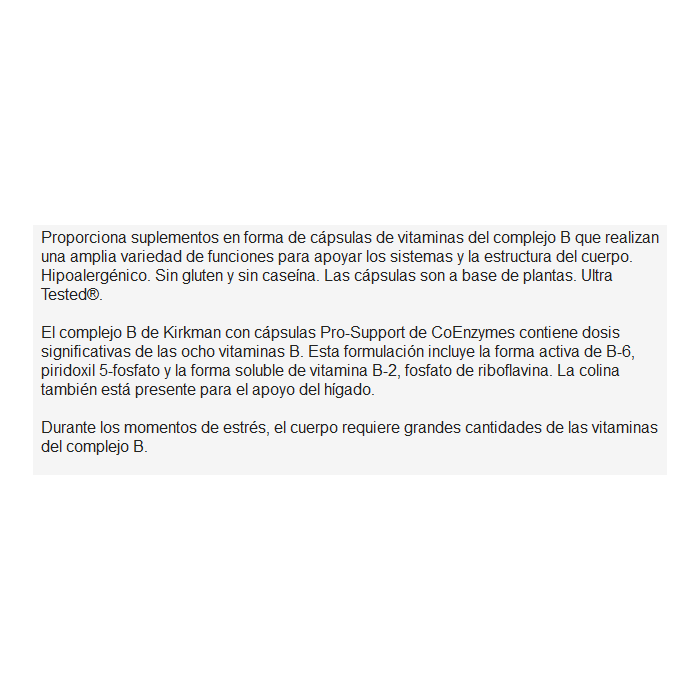 Proporciona suplementos en forma de cápsulas de vitaminas del complejo B que realizan
una amplia variedad de funciones para apoyar los sistemas y la estructura del cuerpo.
Hipoalergénico. Sin gluten y sin caseína. Las cápsulas son a base de plantas. Ultra
Tested®.
El complejo B de Kirkman con cápsulas Pro-Support de CoEnzymes contiene dosis
significativas de las ocho vitaminas B. Esta formulación incluye la forma activa de B-6,
piridoxil 5-fosfato y la forma soluble de vitamina B-2, fosfato de riboflavina. La colina
también está presente para el apoyo del hígado.
Durante los momentos de estrés, el cuerpo requiere grandes cantidades de las vitaminas
del complejo B.